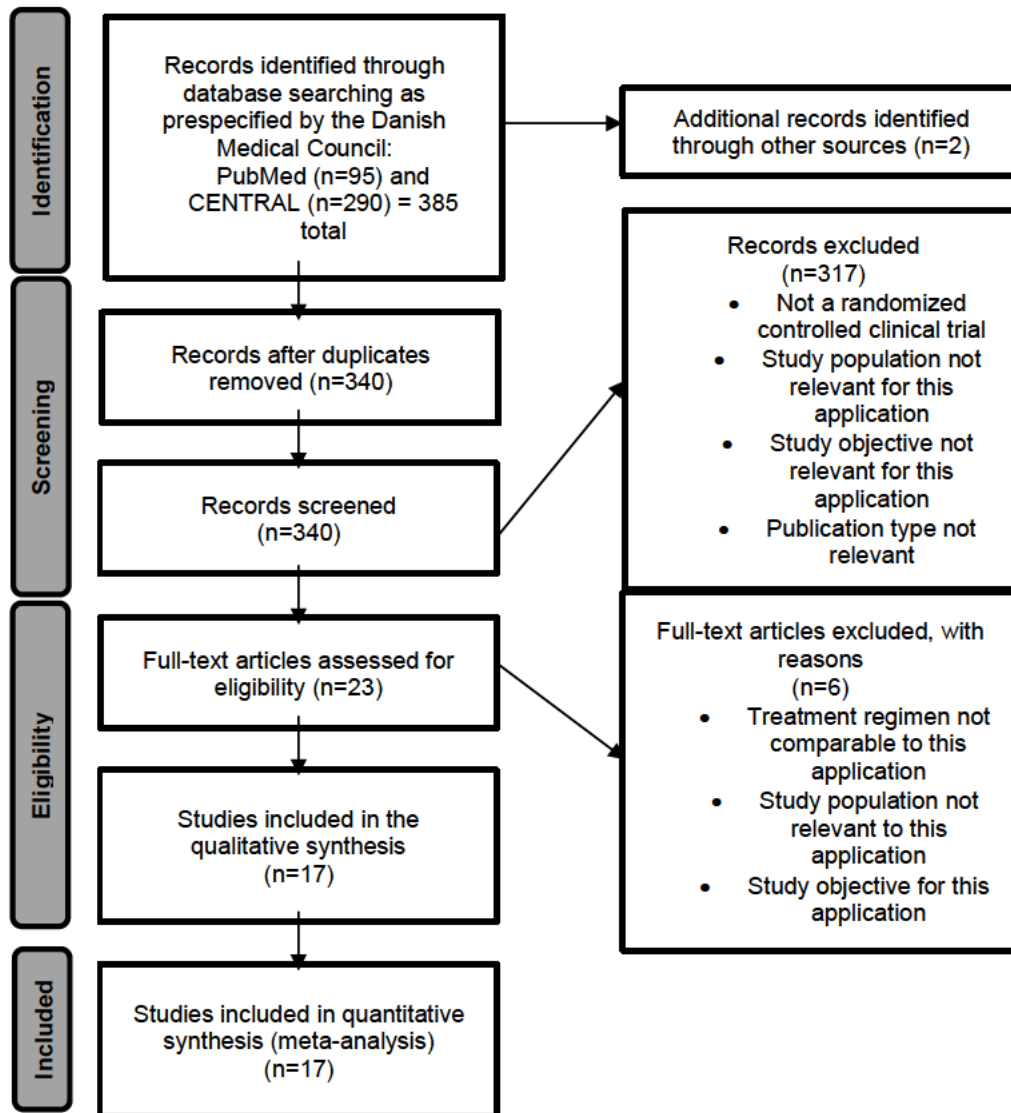 Identification
Records identified through
database searching as
prespecified by the Danish
Medical Council:
PubMed (n=95) and
CENTRAL (n=290) = 385
total
Additional records identified
through other sources (n=2)
Screening
Records after duplicates
removed (n=340)
Records screened
(n=340)
Records excluded
(n=317)
• Not a randomized
controlled clinical trial
• Study population not
relevant for this
application
• Study objective not
relevant for this
application
• Publication type not
relevant
Eligibility
Full-text articles assessed for
eligibility (n=23)
Full-text articles excluded, with
reasons
(n=6)
• Treatment regimen not
comparable to this
application
• Study population not
relevant to this
application
• Study objective for this
application
Studies included in the
qualitative synthesis
(n=17)
Included
Studies included in quantitative
synthesis (meta-analysis)
(n=17)